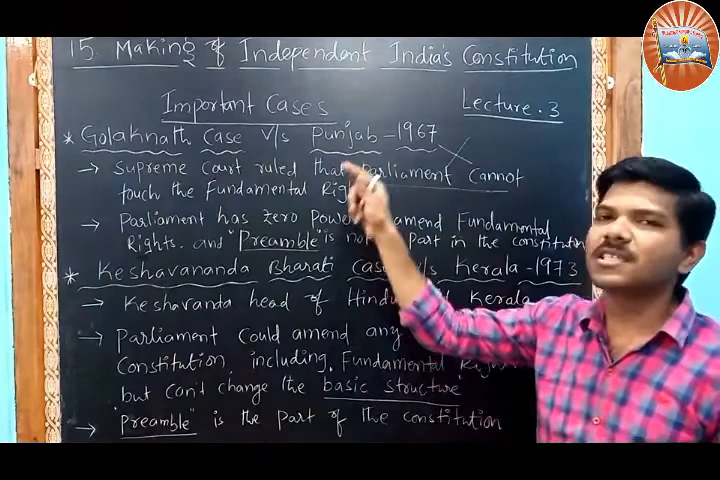 15. Making of Independent India's Constitution
Important Cases
Lecture.3
* Golaknath Case V/s Punjab - 1967
→ Supreme Court ruled that Parliament Cannot
touch the Fundamental
→ Parliament has zero Power amend Fundamental
Rights. and "Preamble" is not part in the constitution
* Keshavananda Bharati Case V/s Kerala - 1973
→ Keshavanda head of Hindu Kerala
→ Parliament Could amend any
Constitution, including Fundamental
but can't change the basic structure
→ "Preamble" is the part of the constitution